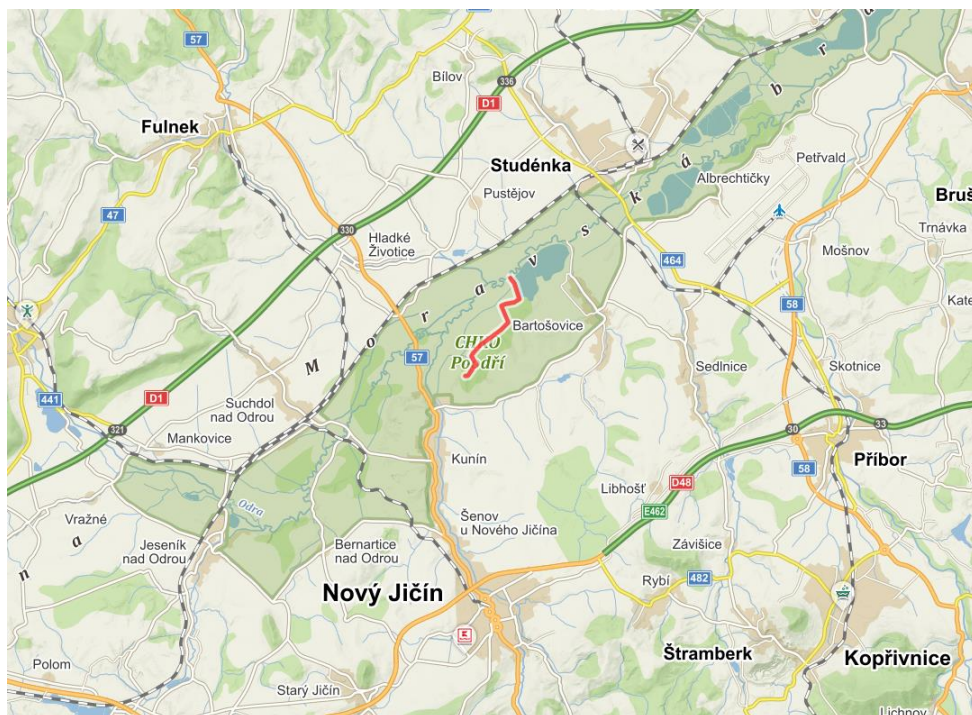 57
Bílov
336
D1
Fulnek
Studénka
Petřvald
Albrechtičky
Pustějov
Bruš
47
Trnávka
330
Hladké
Životice
464
Mošnov
58
Kate
Bartošovice
CHKO
Poodří
57
Moravská brána
Sedlnice
Skotnice
441
D1
Suchdol
nad Odrou
321
Mankovice
30
33
Kunín
58
Příbor
D48
Libhošť
E462
Odra
Vražné
Šenov
u Nového Jičína
Jeseník
nad Odrou
Bernartice
nad Odrou
Závišice
Nový Jičín
Rybí
482
Štramberk
Kopřivnice
Polom
Starý Jičín
Lichnov